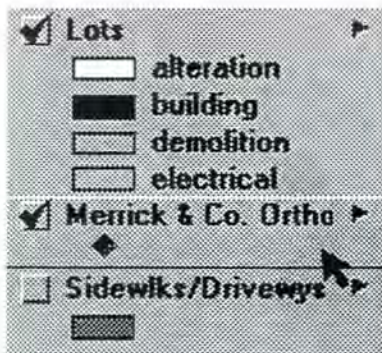 Lots
alteration
building
demolition
electrical
Merrick & Co. Ortho
Sidewlks/Drivewys